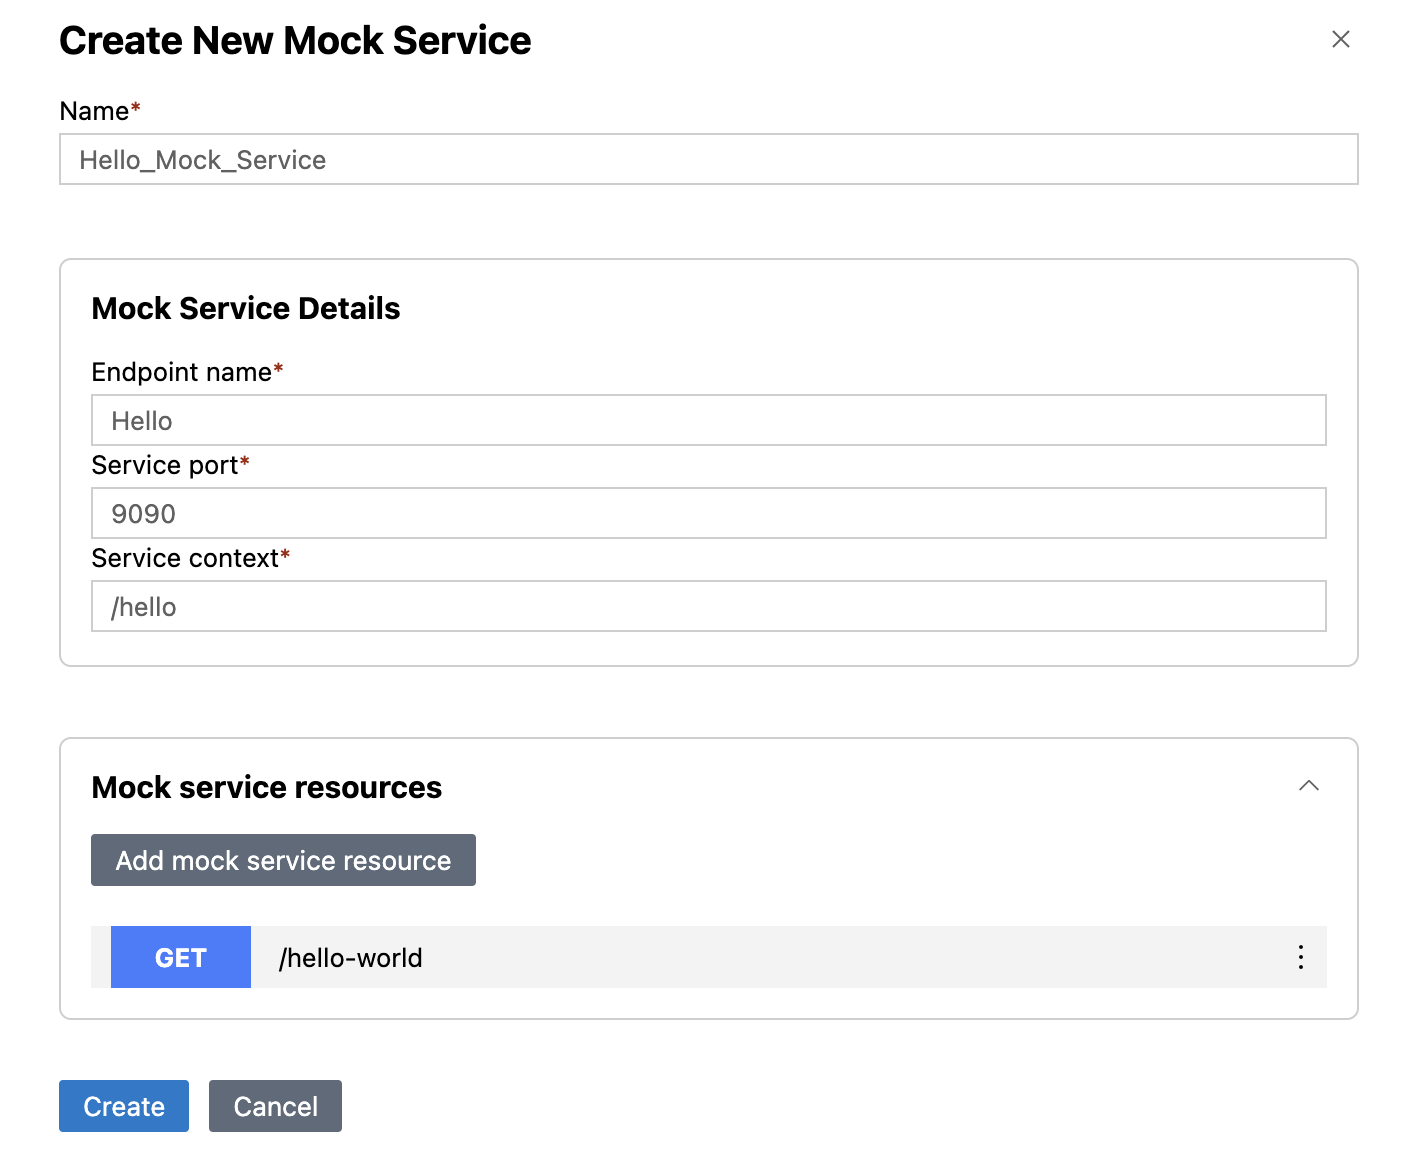 Create New Mock Service
Name*
Hello_Mock_Service
Mock Service Details
Endpoint name*
Hello
Service port*
9090
Service context*
/hello
Mock service resources
Add mock service resource
GET /hello-world
Create Cancel